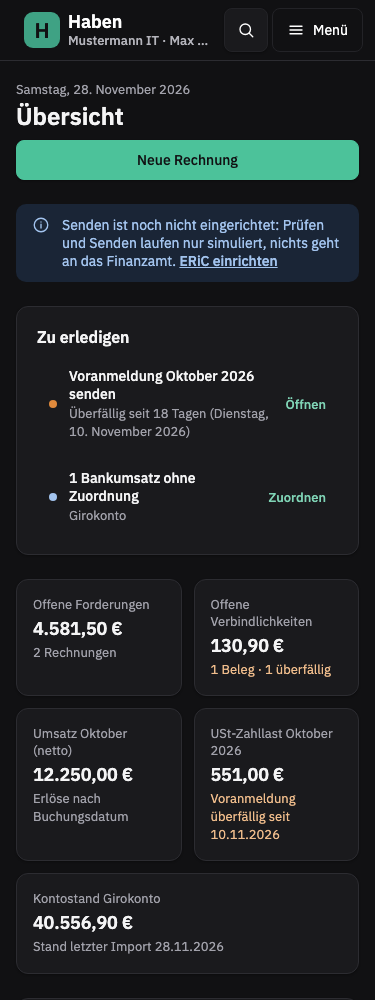 H
Haben
Mustermann IT · Max ...
Menü
Samstag, 28. November 2026
Übersicht
Neue Rechnung
Senden ist noch nicht eingerichtet: Prüfen
und Senden laufen nur simuliert, nichts geht
an das Finanzamt. ERiC einrichten
Zu erledigen
Voranmeldung Oktober 2026
senden
Überfällig seit 18 Tagen (Dienstag,
10. November 2026)
Öffnen
1 Bankumsatz ohne
Zuordnung
Girokonto
Zuordnen
Offene Forderungen
4.581,50 €
2 Rechnungen
Offene
Verbindlichkeiten
130,90 €
1 Beleg · 1 überfällig
Umsatz Oktober
(netto)
12.250,00 €
Erlöse nach
Buchungsdatum
USt-Zahllast Oktober
2026
551,00 €
Voranmeldung
überfällig seit
10.11.2026
Kontostand Girokonto
40.556,90 €
Stand letzter Import 28.11.2026